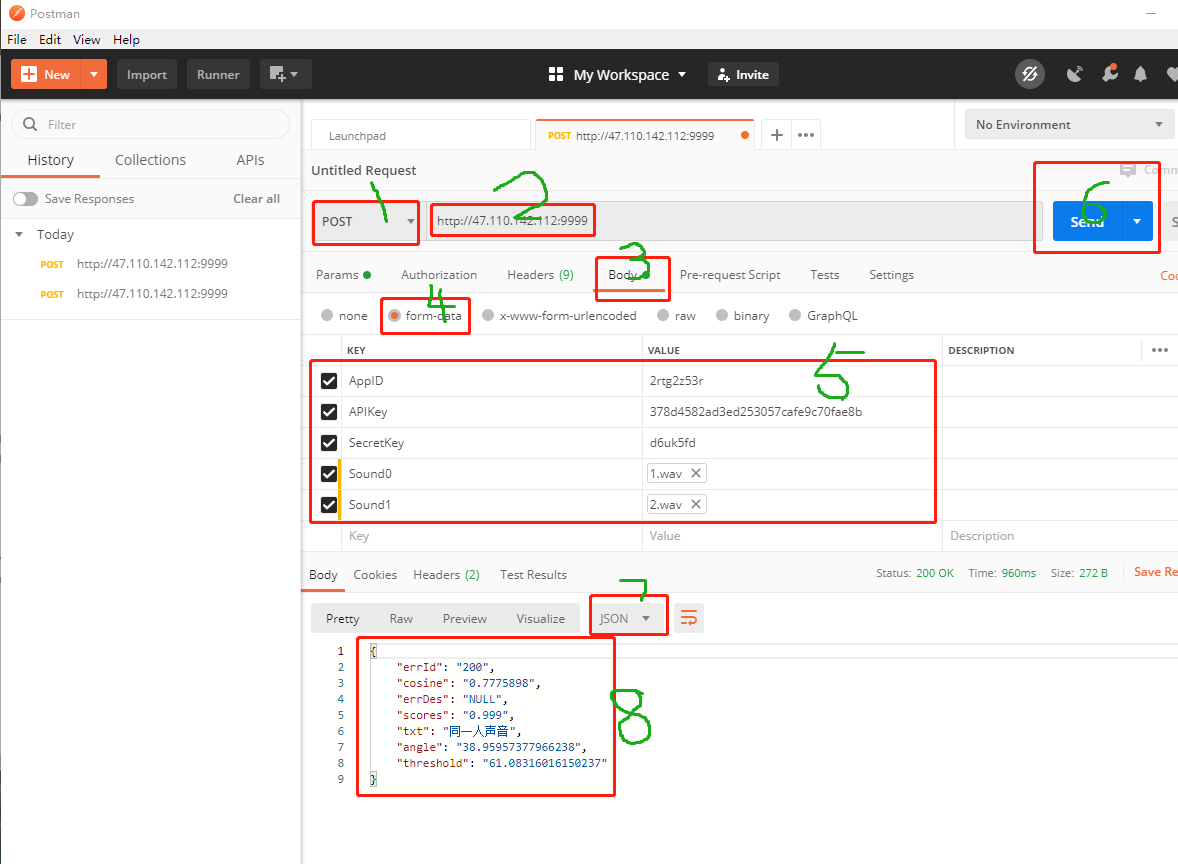 Postman
File Edit View Help
New Import Runner My Workspace Invite
Filter
History Collections APIs
Save Responses Clear all
Today
POST http://47.110.142.112:9999
POST http://47.110.142.112:9999
Launchpad POST http://47.110.142.112:9999 No Environment
Untitled Request
1 2 6
POST http://47.110.142.112:9999 Send
3
Params Authorization Headers (9) Body Pre-request Script Tests Settings
4
none form-data x-www-form-urlencoded raw binary GraphQL
KEY VALUE DESCRIPTION
5
AppID 2rtg2z53r
APIKey 378d4582ad3ed253057cafe9c70fae8b
SecretKey d6uk5fd
Sound0 1.wav
Sound1 2.wav
Key Value Description
Body Cookies Headers (2) Test Results Status: 200 OK Time: 960ms Size: 272 B Save Re
7
Pretty Raw Preview Visualize JSON
1 {
2 "errId": "200",
3 "cosine": "0.7775898",
4 "errDes": "NULL",
5 "scores": "0.999",
6 "txt": "同一人声音",
7 "angle": "38.95957377966238",
8 "threshold": "61.08316016150237"
9 }
8